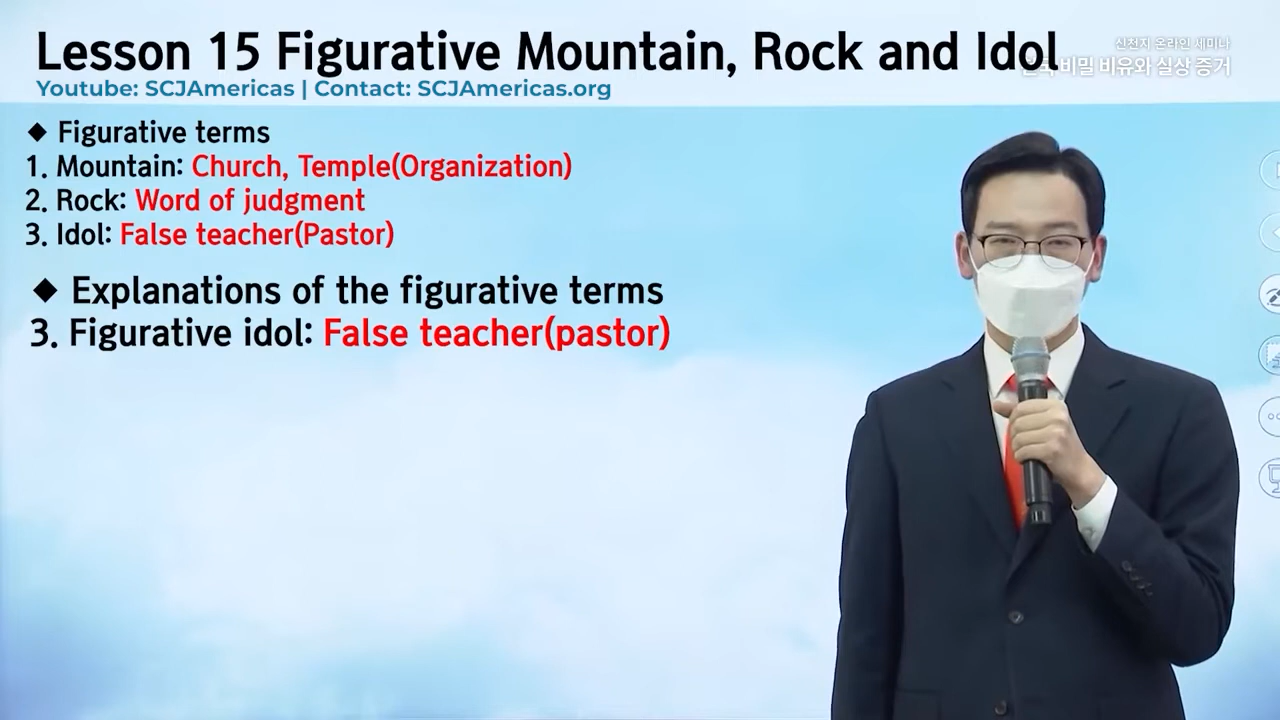 Lesson 15 Figurative Mountain, Rock and Idol
신천지 온라인 세미나
비밀 비유와 실상 증거
Youtube: SCJAmericas | Contact: SCJAmericas.org
◆ Figurative terms
1. Mountain: Church, Temple(Organization)
2. Rock: Word of judgment
3. Idol: False teacher(Pastor)
◆ Explanations of the figurative terms
3. Figurative idol: False teacher(pastor)